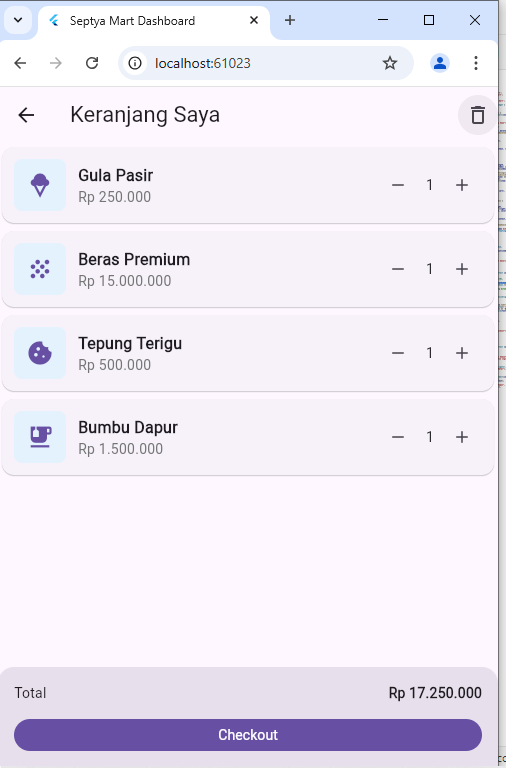 Septya Mart Dashboard
localhost:61023
Keranjang Saya
Gula Pasir
Rp 250.000
1
Beras Premium
Rp 15.000.000
1
Tepung Terigu
Rp 500.000
1
Bumbu Dapur
Rp 1.500.000
1
Total
Rp 17.250.000
Checkout